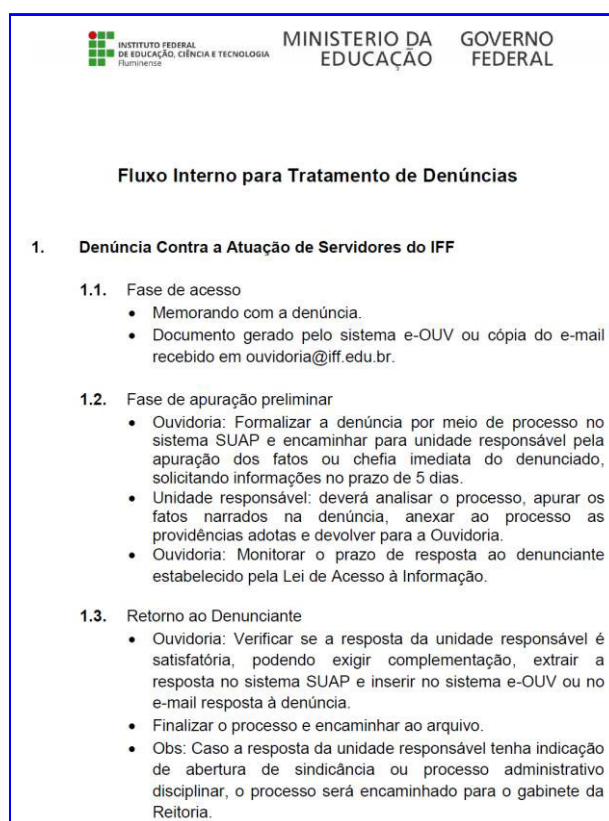 INSTITUTO FEDERAL
DE EDUCAÇÃO, CIÊNCIA E TECNOLOGIA
Fluminense
MINISTERIO DA
EDUCAÇÃO
GOVERNO
FEDERAL
Fluxo Interno para Tratamento de Denúncias
1. Denúncia Contra a Atuação de Servidores do IFF
1.1. Fase de acesso
• Memorando com a denúncia.
• Documento gerado pelo sistema e-OUV ou cópia do e-mail
recebido em ouvidoria@iff.edu.br.
1.2. Fase de apuração preliminar
• Ouvidoria: Formalizar a denúncia por meio de processo no
sistema SUAP e encaminhar para unidade responsável pela
apuração dos fatos ou chefia imediata do denunciado,
solicitando informações no prazo de 5 dias.
• Unidade responsável: deverá analisar o processo, apurar os
fatos narrados na denúncia, anexar ao processo as
providências adotas e devolver para a Ouvidoria.
• Ouvidoria: Monitorar o prazo de resposta ao denunciante
estabelecido pela Lei de Acesso à Informação.
1.3. Retorno ao Denunciante
• Ouvidoria: Verificar se a resposta da unidade responsável é
satisfatória, podendo exigir complementação, extrair a
resposta no sistema SUAP e inserir no sistema e-OUV ou no
e-mail resposta à denúncia.
• Finalizar o processo e encaminhar ao arquivo.
• Obs: Caso a resposta da unidade responsável tenha indicação
de abertura de sindicância ou processo administrativo
disciplinar, o processo será encaminhado para o gabinete da
Reitoria.